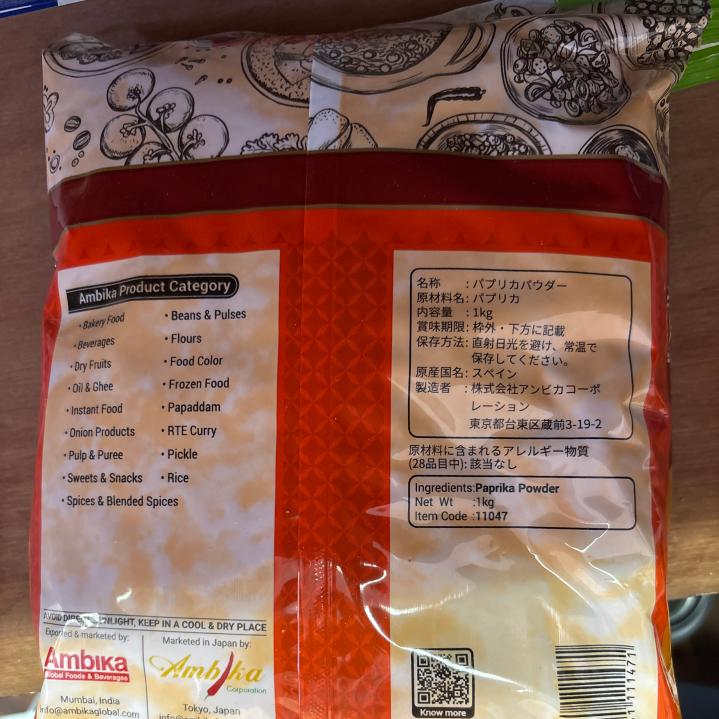 Ambika Product Category
• Bakery Food
• Beverages
• Dry Fruits
• Oil & Ghee
• Instant Food
• Onion Products
• Pulp & Puree
• Sweets & Snacks
• Spices & Blended Spices
• Beans & Pulses
• Flours
• Food Color
• Frozen Food
• Papaddam
• RTE Curry
• Pickle
• Rice
AVOID DIRECT SUNLIGHT, KEEP IN A COOL & DRY PLACE
Exported & marketed by:
Ambika
Global Foods & Beverages
Mumbai, India
info@ambikaglobal.com
Marketed in Japan by:
Ambika
Corporation
Tokyo, Japan
名称 : パプリカパウダー
原材料名: パプリカ
内容量 : 1kg
賞味期限: 枠外・下方に記載
保存方法: 直射日光を避け、常温で
保存してください。
原産国名: スペイン
製造者 : 株式会社アンビカコーポ
レーション
東京都台東区蔵前3-19-2
原材料に含まれるアレルギー物質
(28品目中): 該当なし
Ingredients:Paprika Powder
Net Wt :1kg
Item Code :11047
Know more